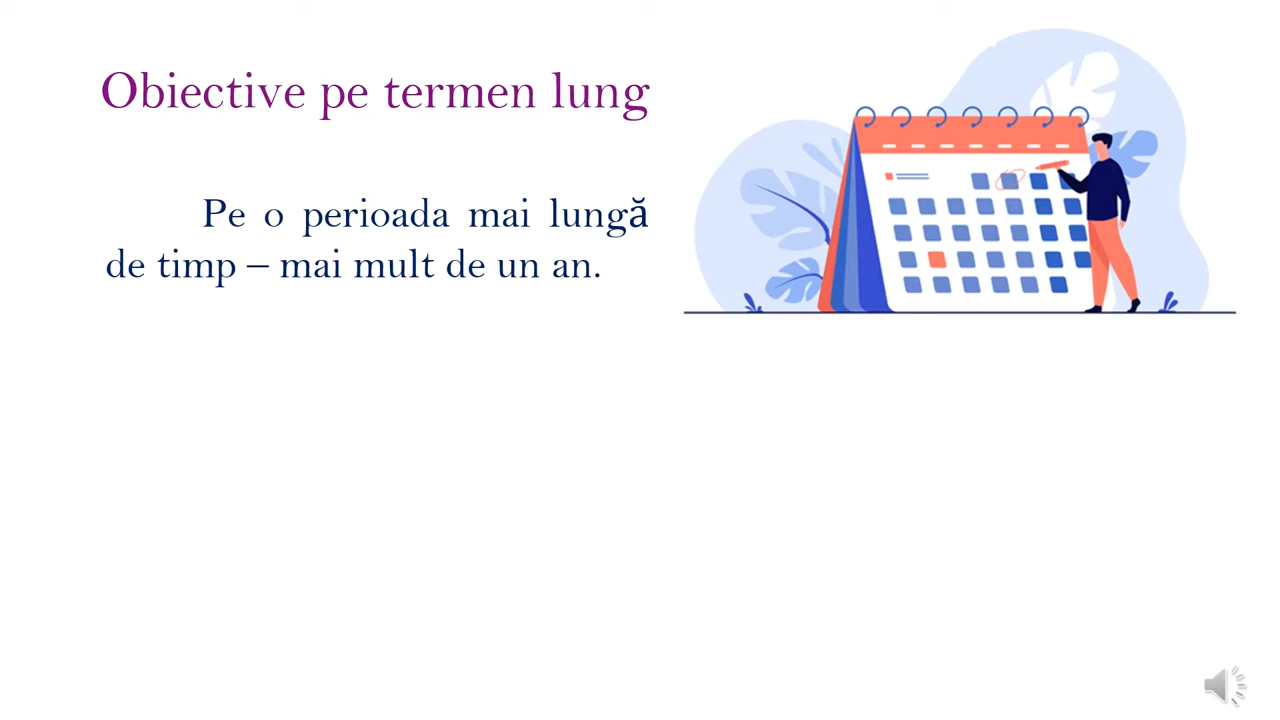 Obiective pe termen lung
Pe o perioada mai lungă
de timp – mai mult de un an.